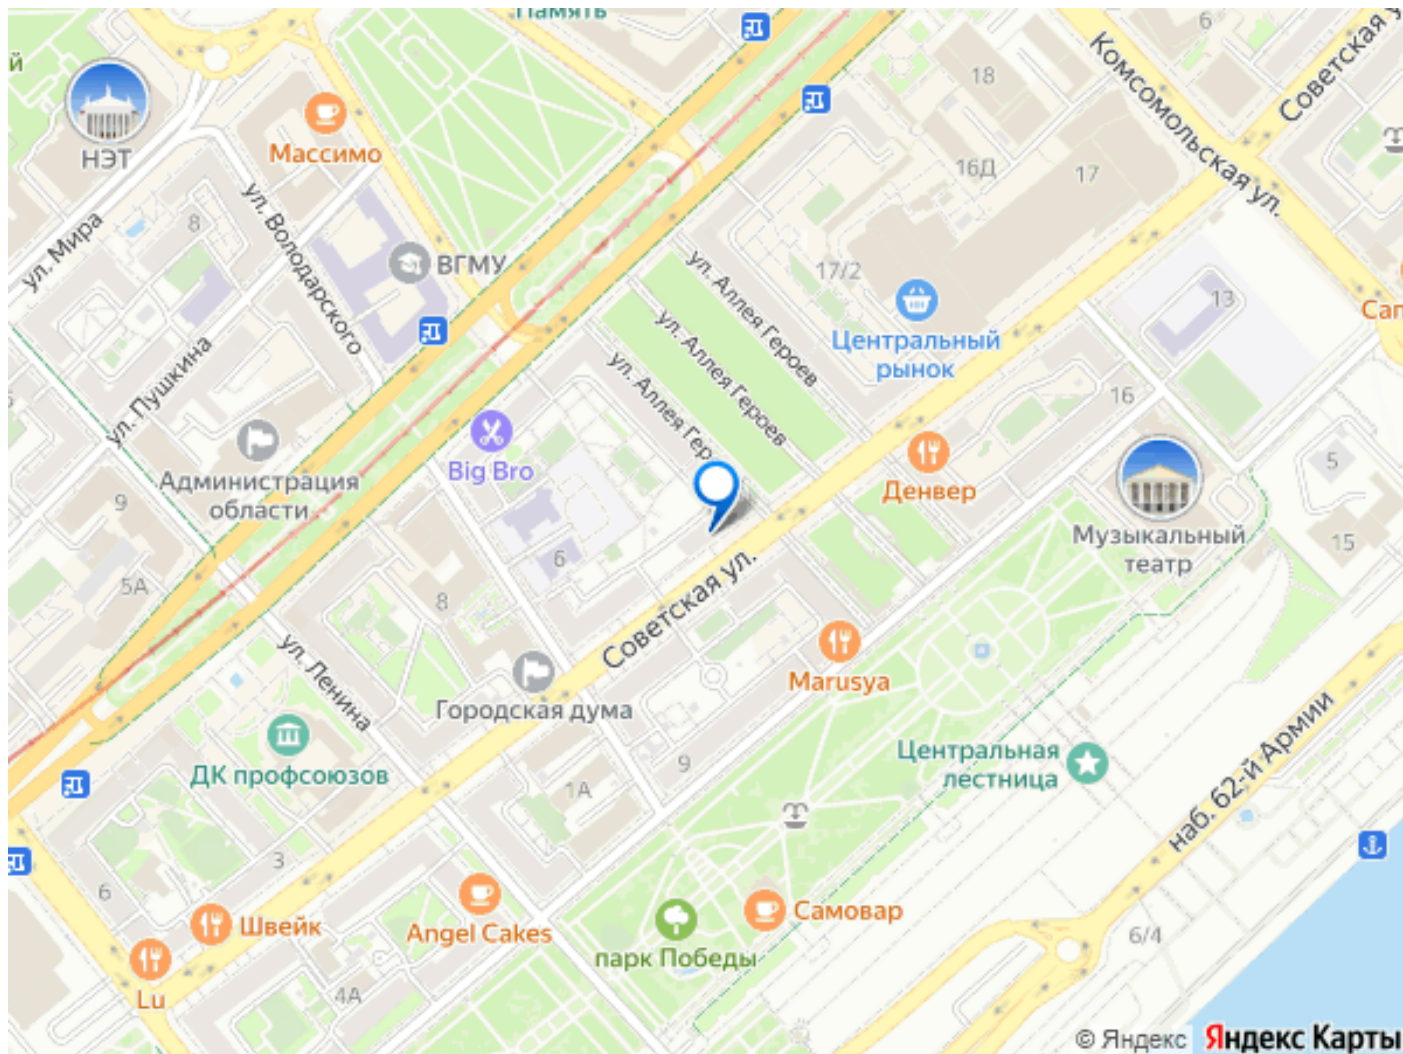 Память
й
НЭТ
Массимо
ул. Мира
8
ул. Володарского
ВГМУ
ул. Пушкина
Администрация
области
9
5А
Big Bro
6
8
18
16Д
17
17/2
6
Комсомольская ул.
Советская у
ул. Аллея Героев
ул. Аллея Героев
ул. Аллея Гер
Центральный
рынок
13
16
Денвер
Музыкальный
театр
5
15
Советская ул.
Marusya
Городская дума
ул. Ленина
ДК профсоюзов
9
1А
3
6
Центральная
лестница
наб. 62-й Армии
Швейк
Lu
Angel Cakes
4А
парк Победы
Самовар
6/4
© Яндекс Яндекс Карты